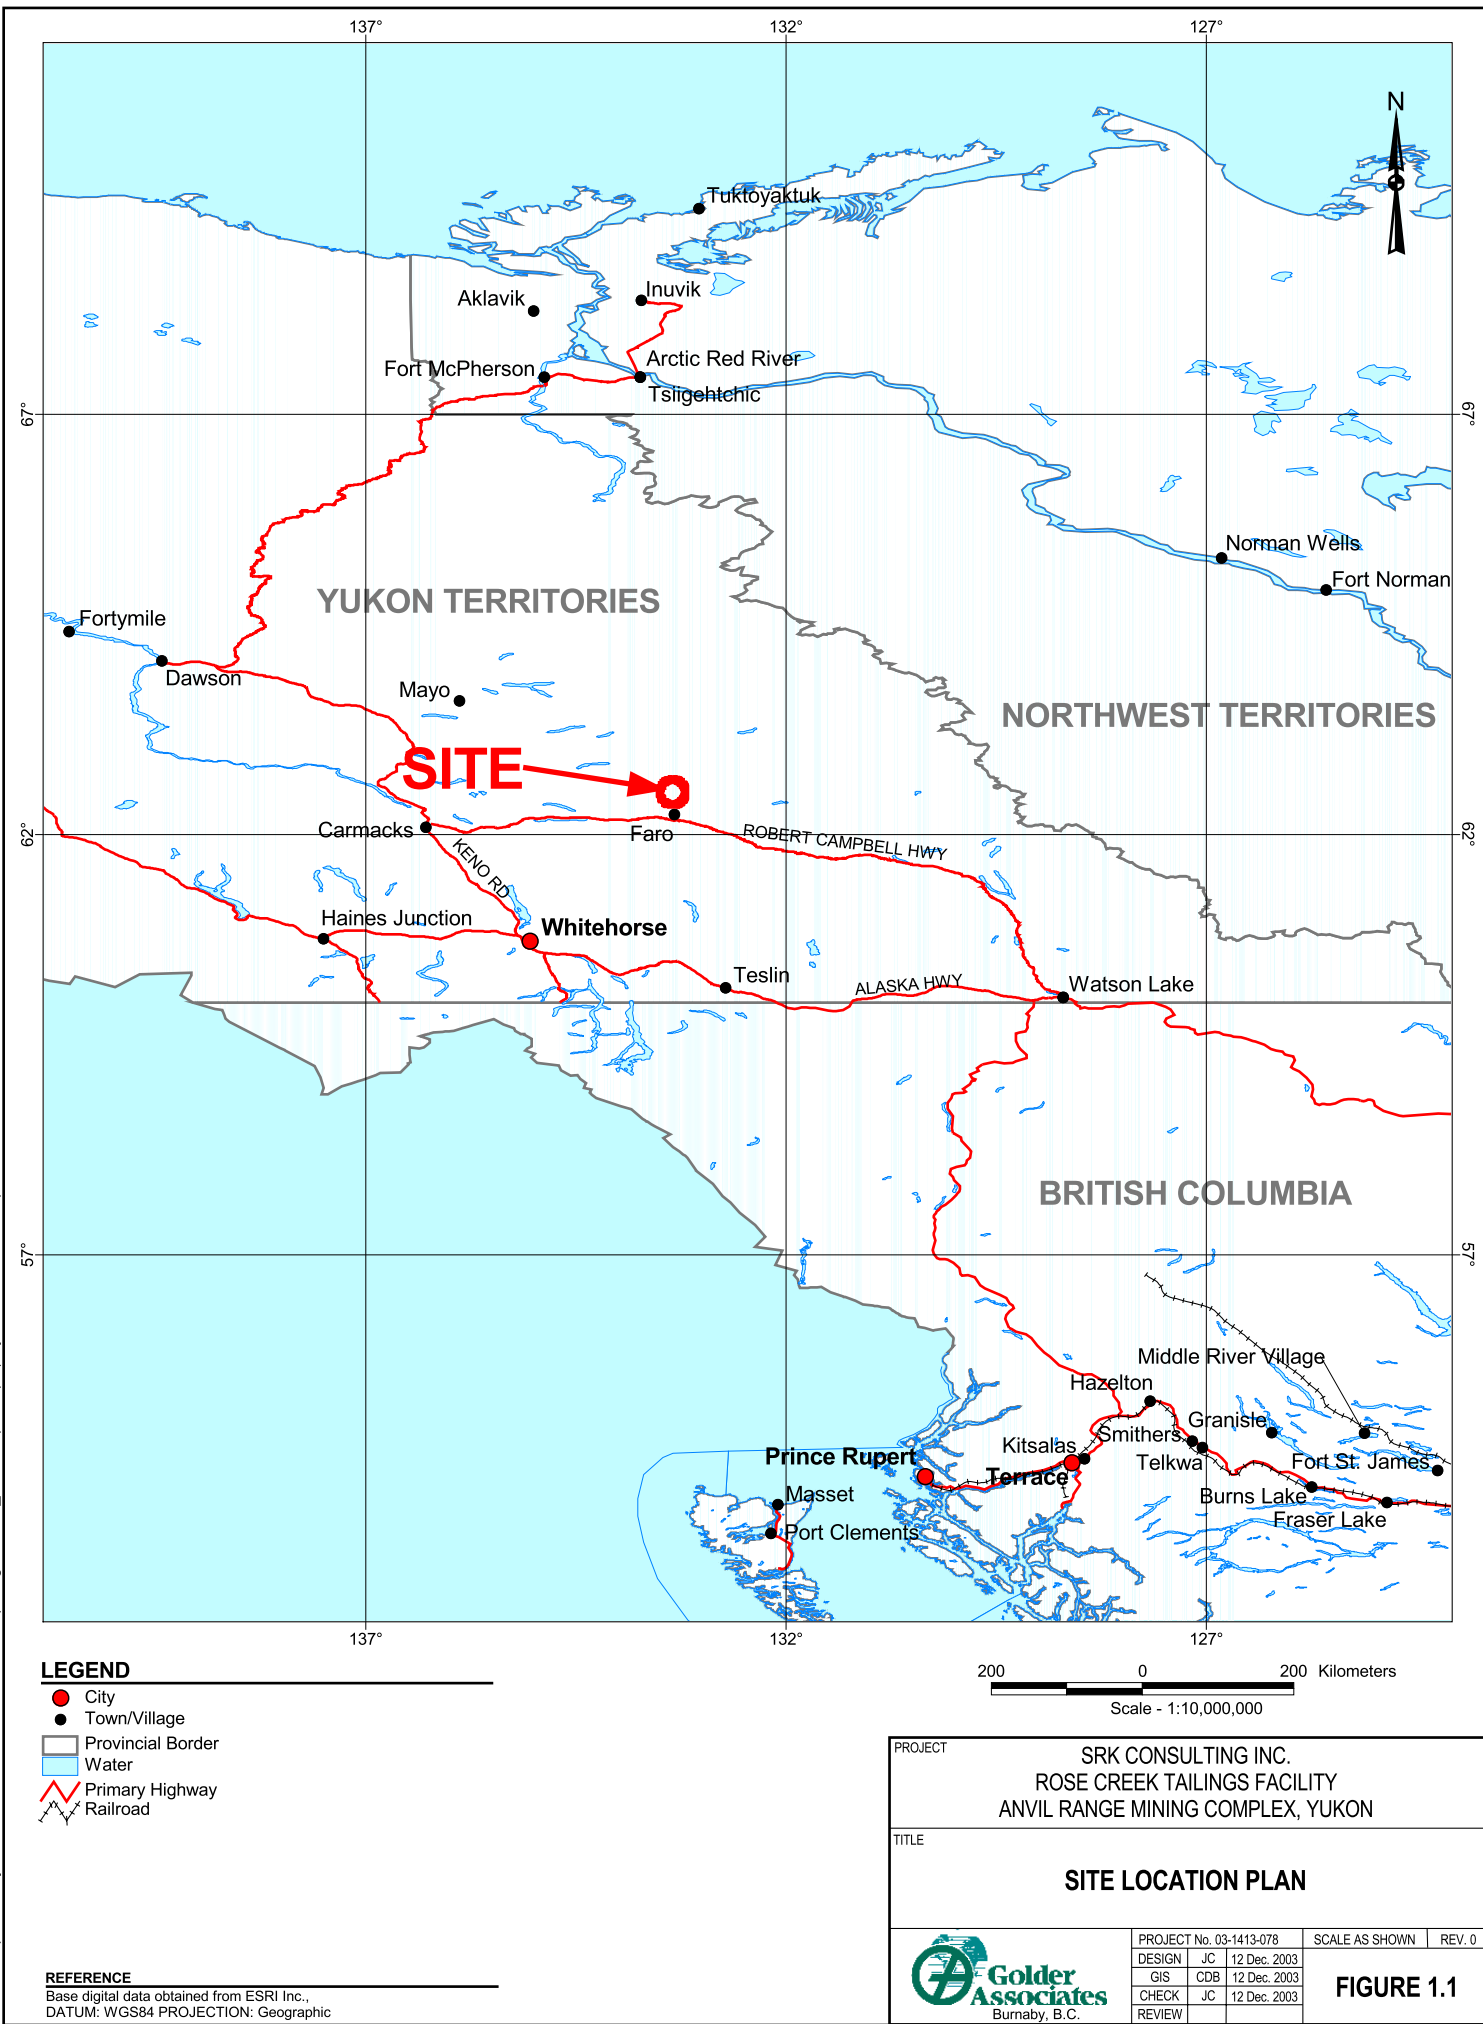 137°
132°
127°
N
Tuktoyaktuk
Inuvik
Aklavik
Arctic Red River
Fort McPherson
Tsiigehtchic
67°
67°
Norman Wells
Fort Norman
YUKON TERRITORIES
Fortymile
Dawson
Mayo
NORTHWEST TERRITORIES
SITE
Carmacks
Faro
62°
62°
ROBERT CAMPBELL HWY
KENO RD
Haines Junction
Whitehorse
Teslin
ALASKA HWY
Watson Lake
BRITISH COLUMBIA
57°
57°
Middle River Village
Hazelton
Granisle
Smithers
Kitsalas
Prince Rupert
Terrace
Telkwa
Fort St. James
Masset
Burns Lake
Fraser Lake
Port Clements
137°
132°
127°
LEGEND
City
Town/Village
Provincial Border
Water
Primary Highway
Railroad
200 0 200 Kilometers
Scale - 1:10,000,000
PROJECT
SRK CONSULTING INC.
ROSE CREEK TAILINGS FACILITY
ANVIL RANGE MINING COMPLEX, YUKON
TITLE
SITE LOCATION PLAN
REFERENCE
Base digital data obtained from ESRI Inc.,
DATUM: WGS84 PROJECTION: Geographic
Golder
Associates
Burnaby, B.C.
PROJECT No. 03-1413-078 SCALE AS SHOWN REV. 0
DESIGN JC 12 Dec. 2003
GIS CDB 12 Dec. 2003
CHECK JC 12 Dec. 2003
REVIEW
FIGURE 1.1